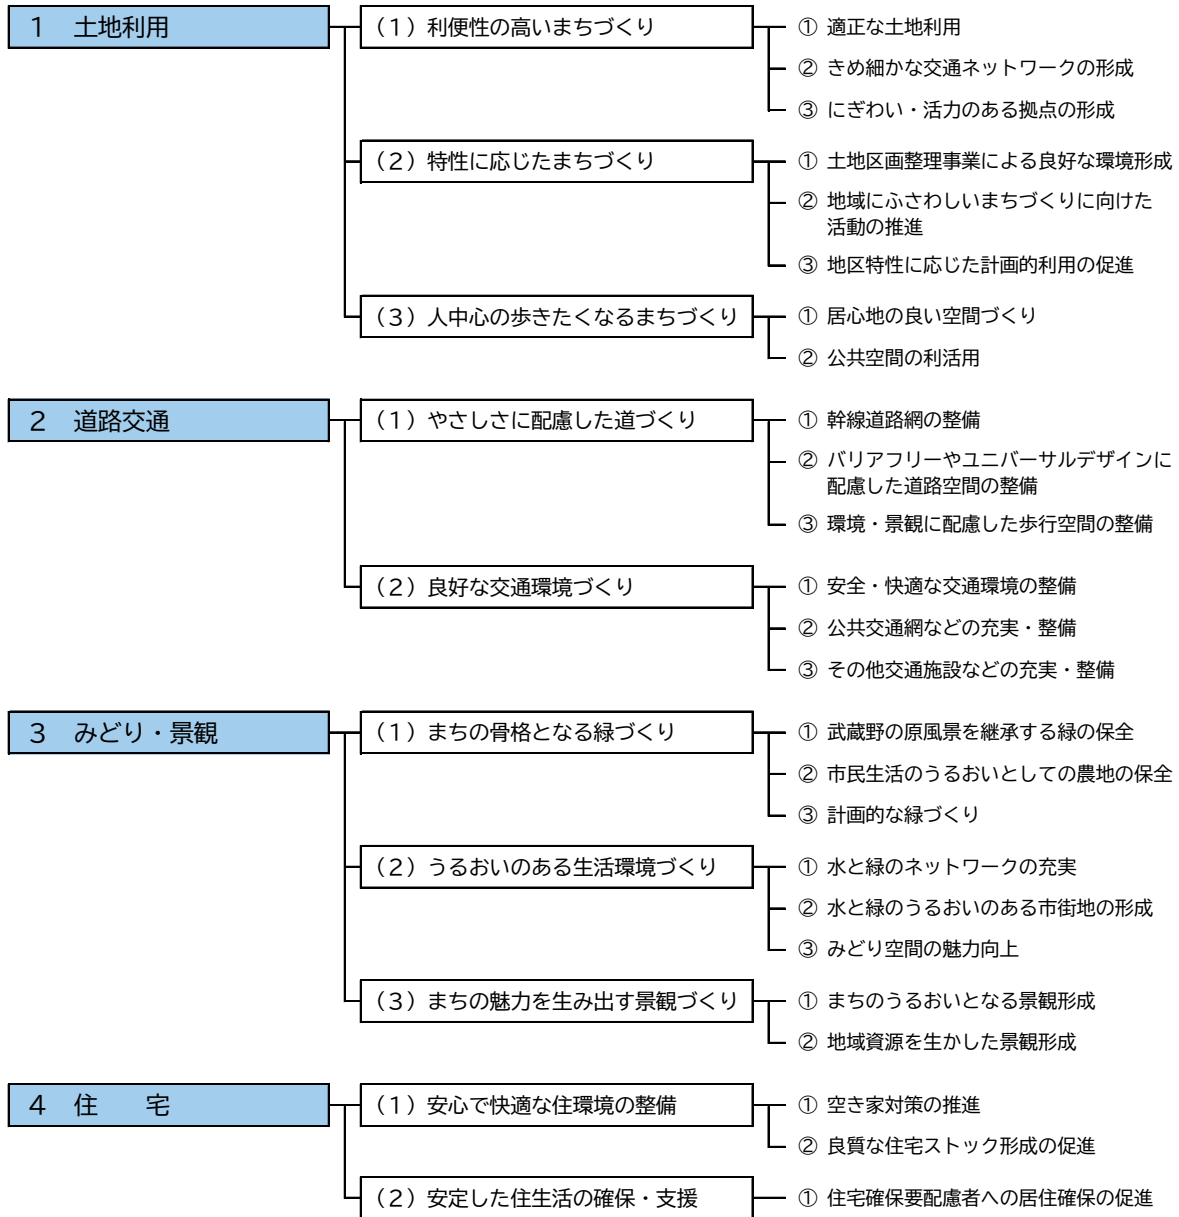 1 土地利用
（1）利便性の高いまちづくり
① 適正な土地利用
② きめ細かな交通ネットワークの形成
③ にぎわい・活力のある拠点の形成
（2）特性に応じたまちづくり
① 土地区画整理事業による良好な環境形成
② 地域にふさわしいまちづくりに向けた
活動の推進
③ 地区特性に応じた計画的利用の促進
（3）人中心の歩きたくなるまちづくり
① 居心地の良い空間づくり
② 公共空間の利活用
2 道路交通
（1）やさしさに配慮した道づくり
① 幹線道路網の整備
② バリアフリーやユニバーサルデザインに
配慮した道路空間の整備
③ 環境・景観に配慮した歩行空間の整備
（2）良好な交通環境づくり
① 安全・快適な交通環境の整備
② 公共交通網などの充実・整備
③ その他交通施設などの充実・整備
3 みどり・景観
（1）まちの骨格となる緑づくり
① 武蔵野の原風景を継承する緑の保全
② 市民生活のうるおいとしての農地の保全
③ 計画的な緑づくり
（2）うるおいのある生活環境づくり
① 水と緑のネットワークの充実
② 水と緑のうるおいのある市街地の形成
③ みどり空間の魅力向上
（3）まちの魅力を生み出す景観づくり
① まちのうるおいとなる景観形成
② 地域資源を生かした景観形成
4 住　宅
（1）安心で快適な住環境の整備
① 空き家対策の推進
② 良質な住宅ストック形成の促進
（2）安定した住生活の確保・支援
① 住宅確保要配慮者への居住確保の促進